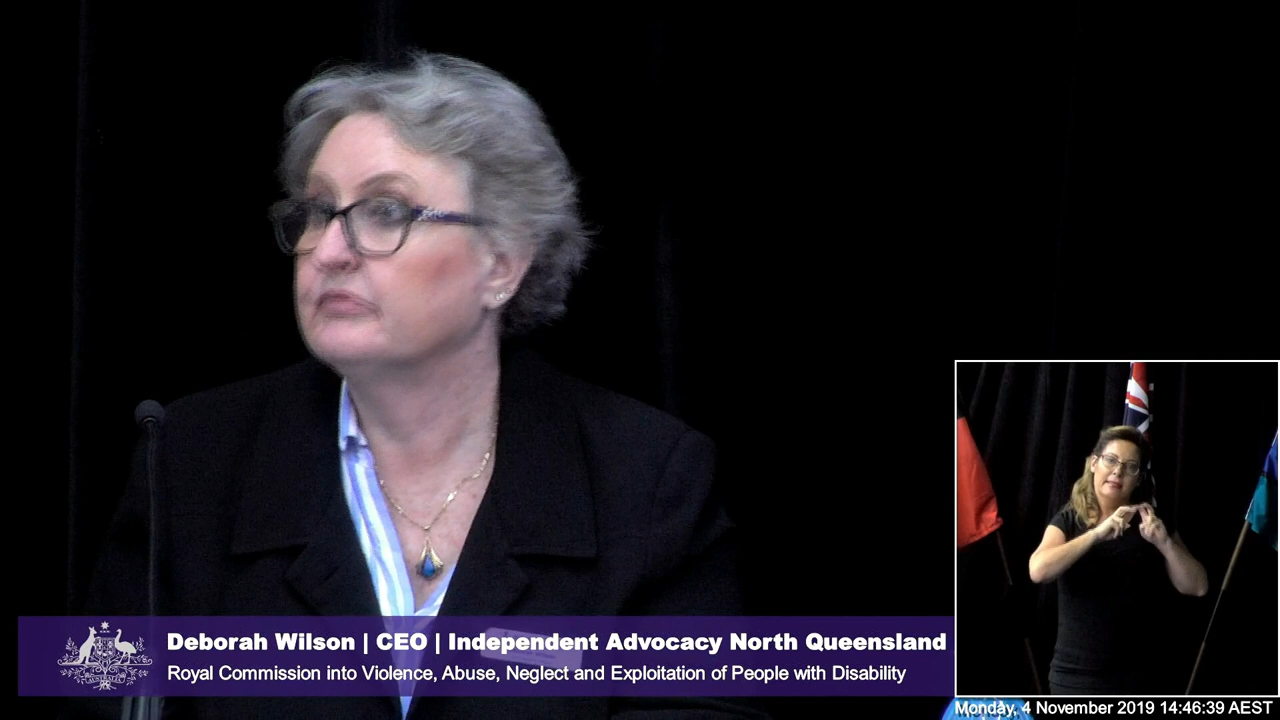 Deborah Wilson | CEO | Independent Advocacy North Queensland
Royal Commission into Violence, Abuse, Neglect and Exploitation of People with Disability
Monday, 4 November 2019 14:46:39 AEST